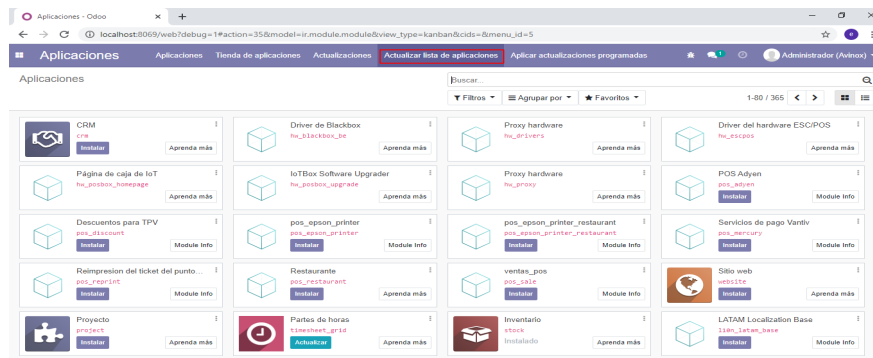 Aplicaciones - Odoo
localhost:8069/web?debug=1#action=35&model=ir.module.module&view_type=kanban&cids=&menu_id=5
Aplicaciones Aplicaciones Tienda de aplicaciones Actualizaciones Actualizar lista de aplicaciones Aplicar actualizaciones programadas 1 Administrador (Avinox)
Aplicaciones Buscar...
Filtros Agrupar por Favoritos 1-80 / 365
CRM Driver de Blackbox Proxy hardware Driver del hardware ESC/POS
crm hw_blackbox_be hw_drivers hw_escpos
Instalar Aprenda más Aprenda más Aprenda más Aprenda más
Página de caja de IoT IoTBox Software Upgrader Proxy hardware POS Adyen
hw_posbox_homepage hw_posbox_upgrade hw_proxy pos_adyen
Aprenda más Aprenda más Aprenda más Instalar Module Info
Descuentos para TPV pos_epson_printer pos_epson_printer_restaurant Servicios de pago Vantiv
pos_discount pos_epson_printer pos_epson_printer_restaurant pos_mercury
Instalar Module Info Instalar Module Info Instalar Module Info Instalar Module Info
Reimpresion del ticket del punto... Restaurante ventas_pos Sitio web
pos_reprint pos_restaurant pos_sale website
Instalar Module Info Instalar Aprenda más Instalar Module Info Instalar Aprenda más
Proyecto Partes de horas Inventario LATAM Localization Base
project timesheet_grid stock l10n_latam_base
Instalar Aprenda más Actualizar Aprenda más Instalado Aprenda más Instalar Module Info